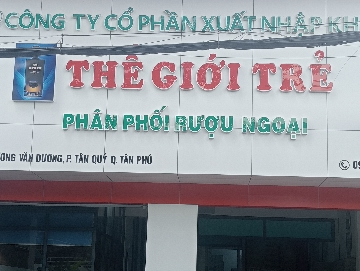 CÔNG TY CỔ PHẦN XUẤT NHẬP KH
THẾ GIỚI TRẺ
PHÂN PHỐI RƯỢU NGOẠI
ONG VĂN DƯƠNG, P. TÂN QUÝ Q. TÂN PHÚ